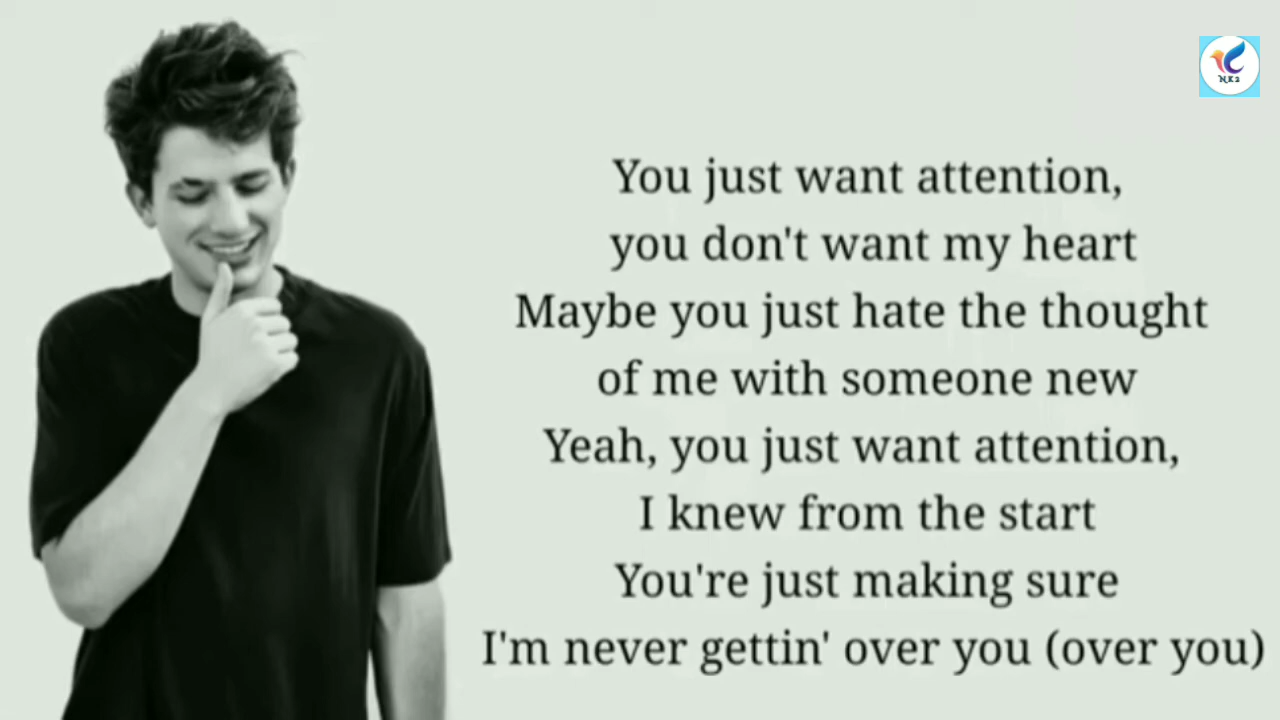 You just want attention,
you don't want my heart
Maybe you just hate the thought
of me with someone new
Yeah, you just want attention,
I knew from the start
You're just making sure
I'm never gettin' over you (over you)